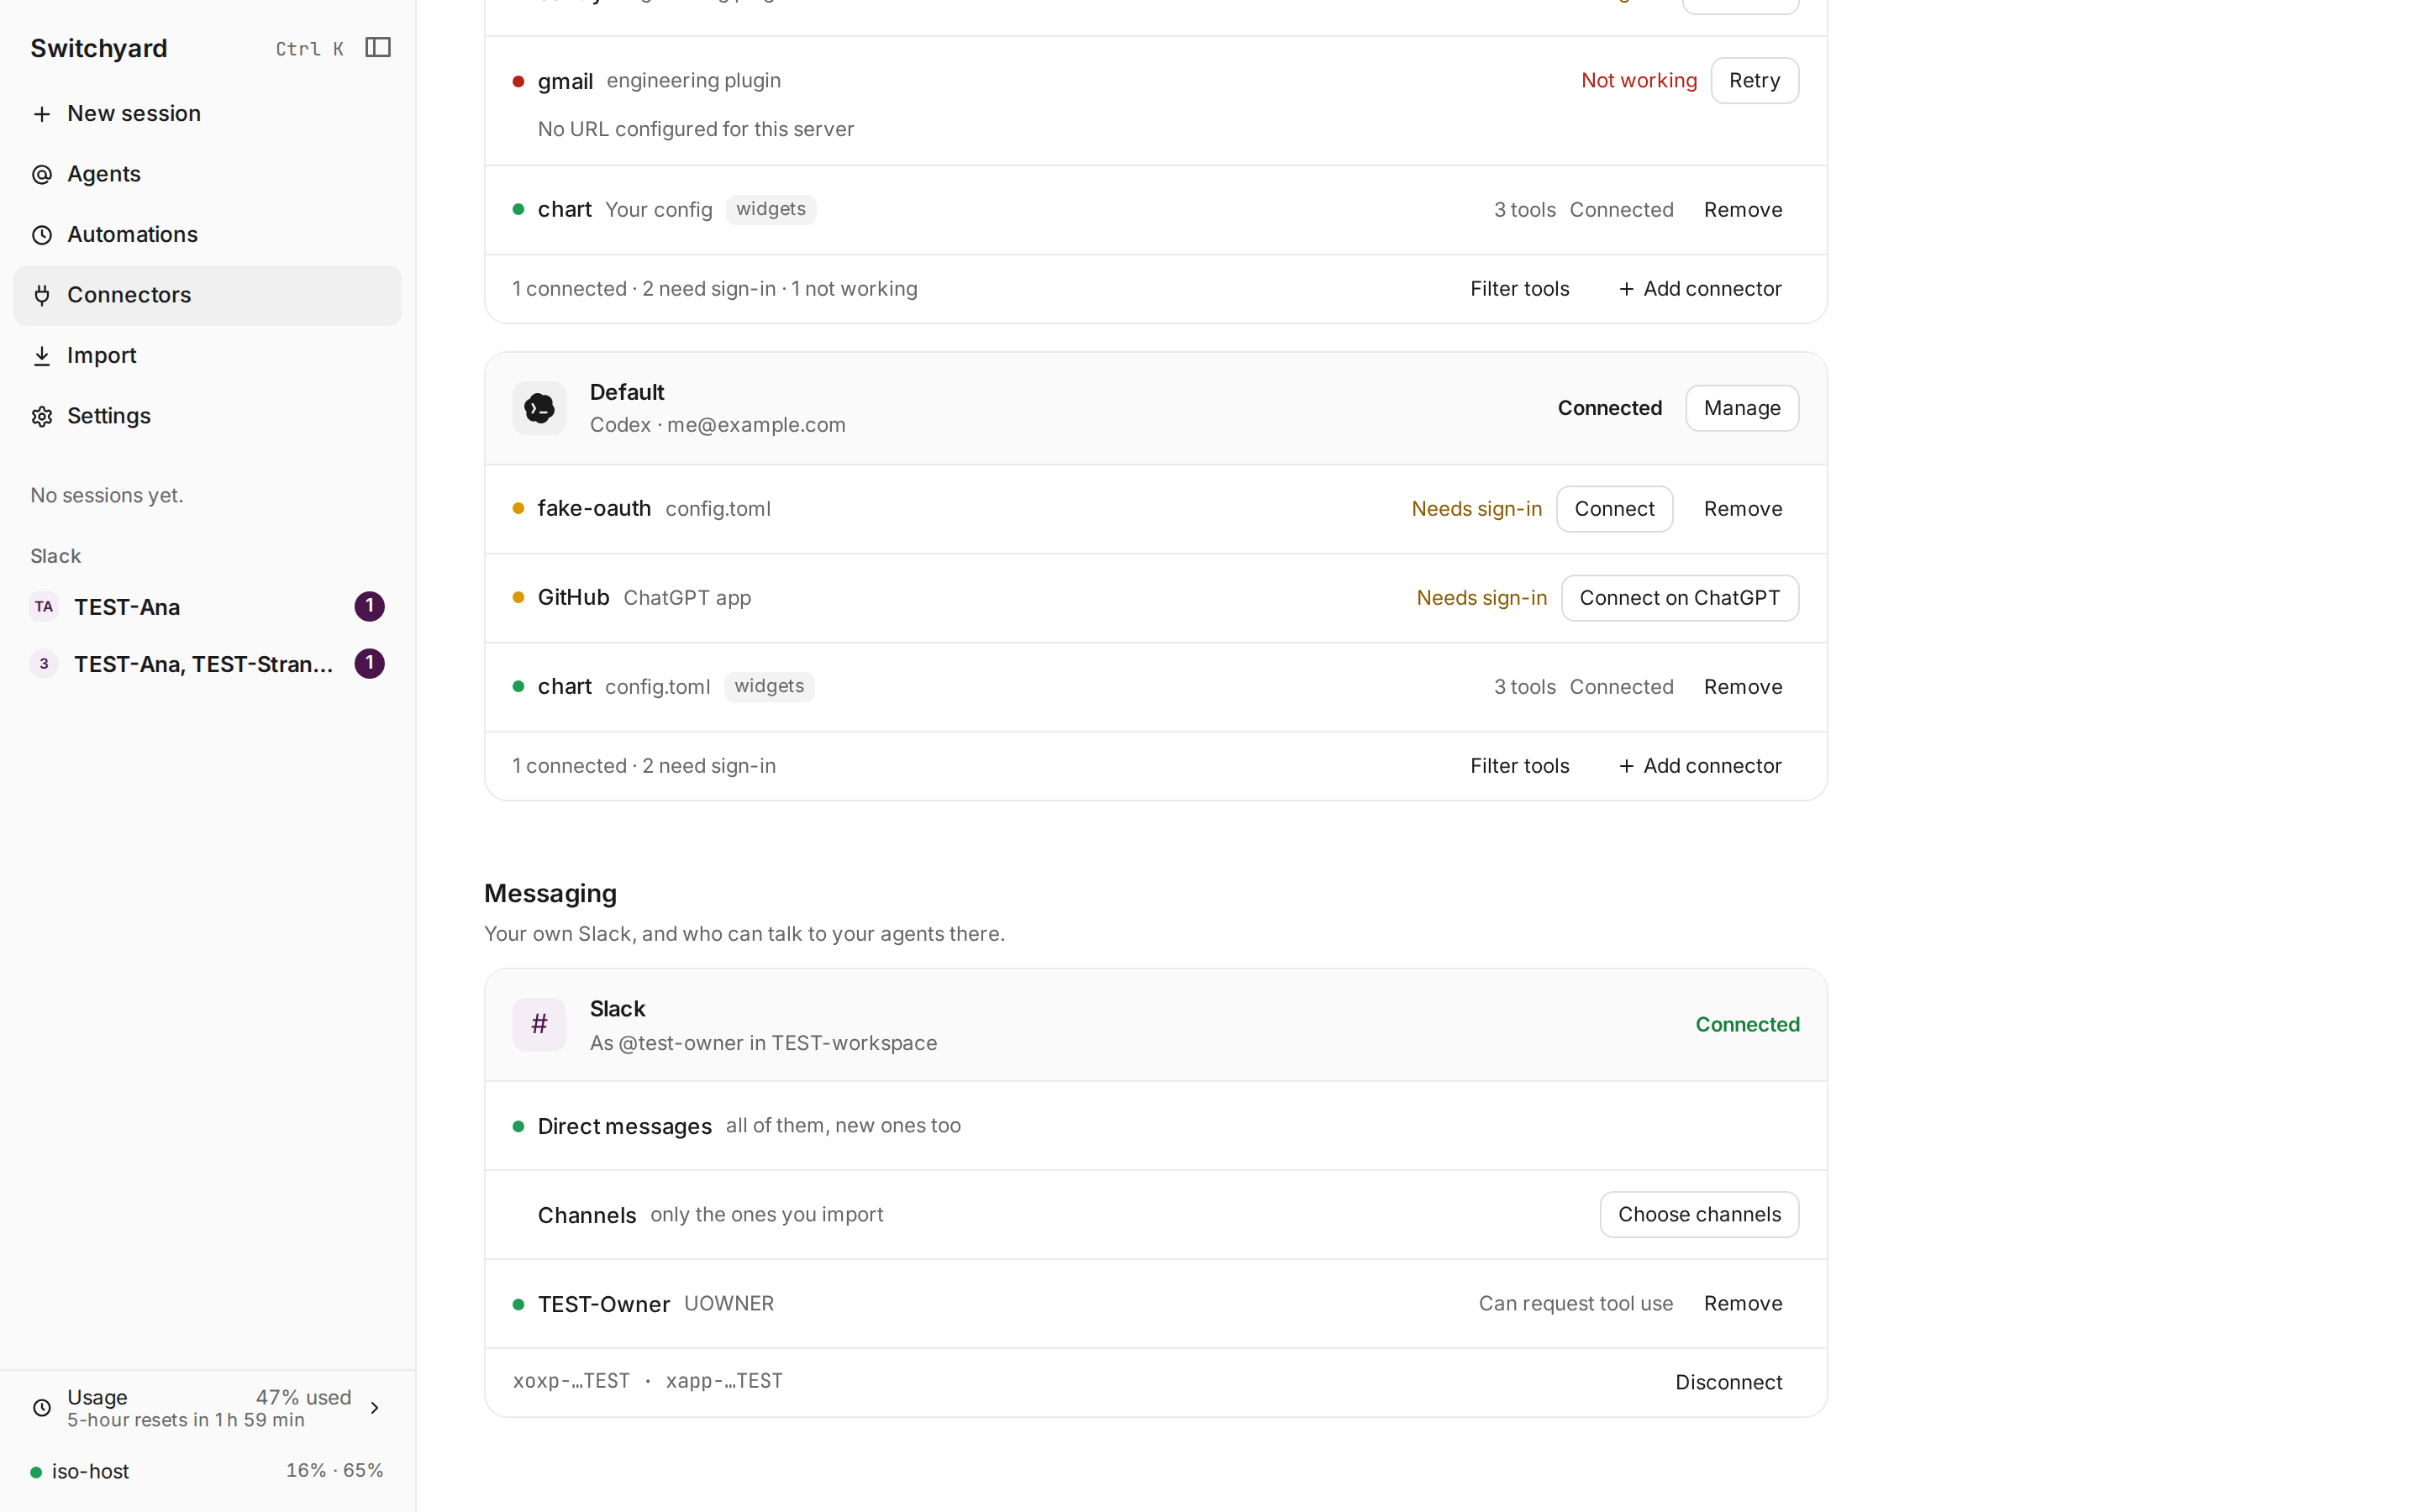 Switchyard
Ctrl K
New session
Agents
Automations
Connectors
Import
Settings
No sessions yet.
Slack
TA TEST-Ana 1
3 TEST-Ana, TEST-Stran... 1
Usage 47% used
5-hour resets in 1 h 59 min
iso-host 16% · 65%
gmail engineering plugin Not working Retry
No URL configured for this server
chart Your config widgets 3 tools Connected Remove
1 connected · 2 need sign-in · 1 not working Filter tools + Add connector
Default
Codex · me@example.com
Connected Manage
fake-oauth config.toml Needs sign-in Connect Remove
GitHub ChatGPT app Needs sign-in Connect on ChatGPT
chart config.toml widgets 3 tools Connected Remove
1 connected · 2 need sign-in Filter tools + Add connector
Messaging
Your own Slack, and who can talk to your agents there.
# Slack
As @test-owner in TEST-workspace
Connected
Direct messages all of them, new ones too
Channels only the ones you import Choose channels
TEST-Owner UOWNER Can request tool use Remove
xoxp-…TEST · xapp-…TEST Disconnect